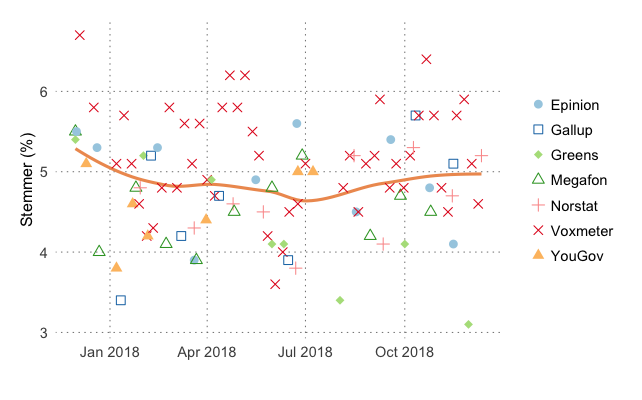 Stemmer (%)
6
5
4
3
Jan 2018
Apr 2018
Jul 2018
Oct 2018
Epinion
Gallup
Greens
Megafon
Norstat
Voxmeter
YouGov